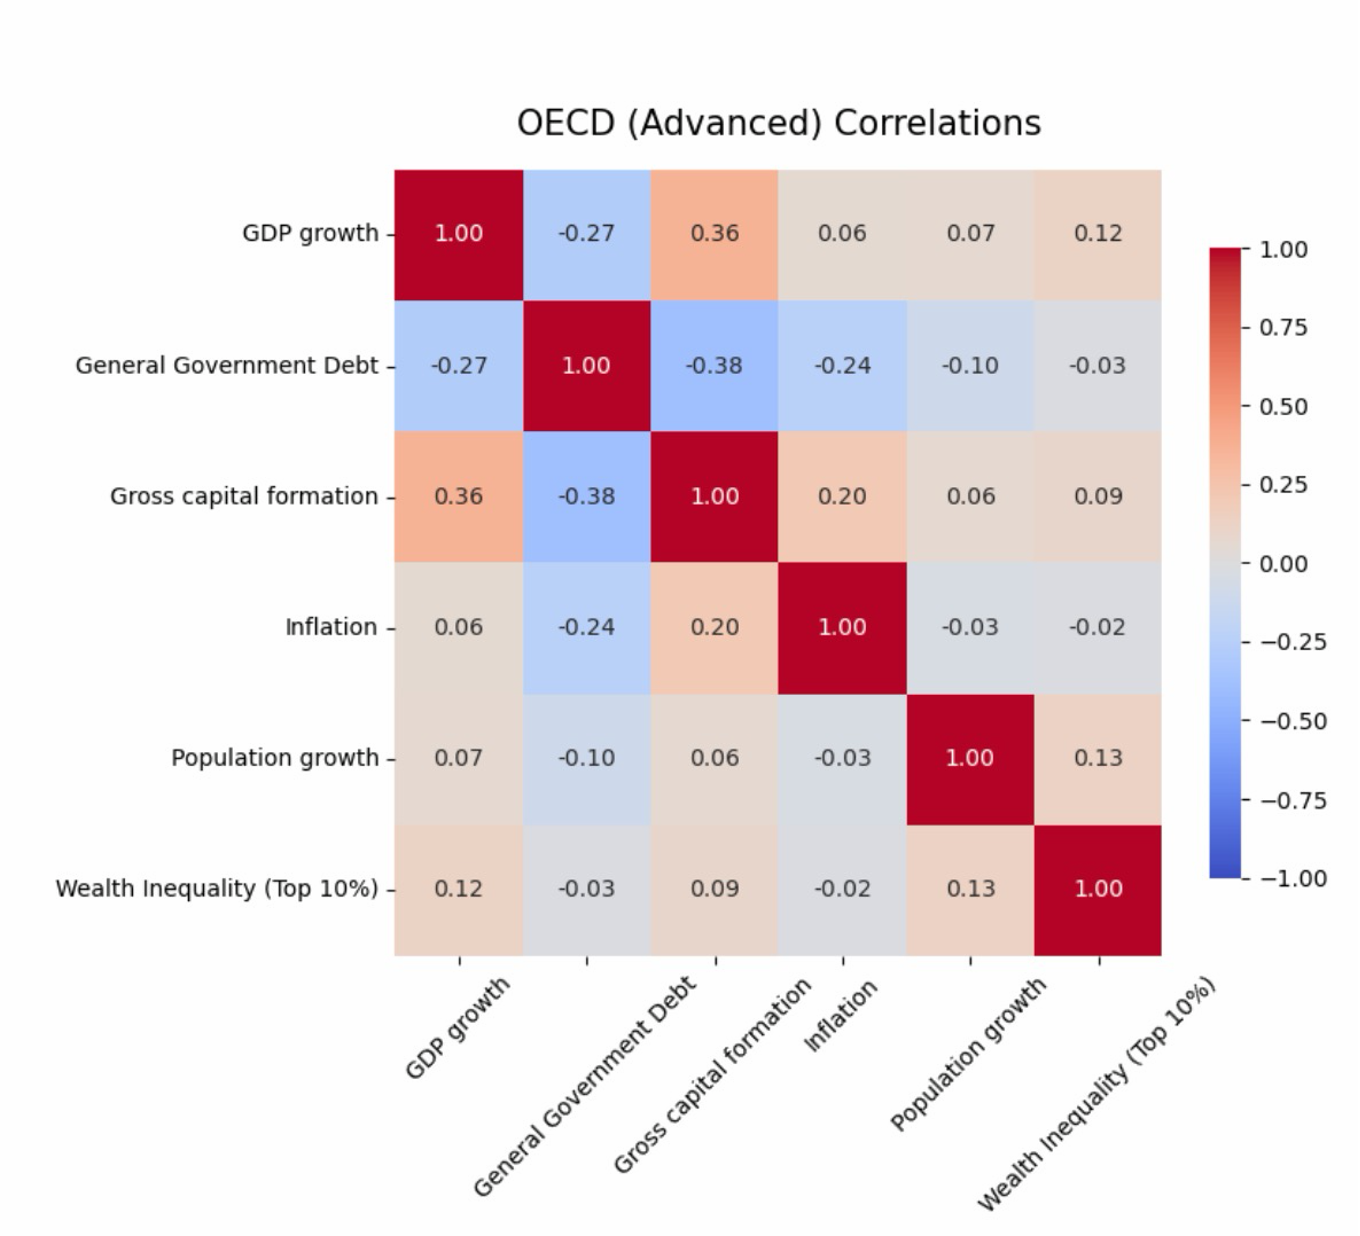 OECD (Advanced) Correlations
GDP growth 1.00 -0.27 0.36 0.06 0.07 0.12
General Government Debt -0.27 1.00 -0.38 -0.24 -0.10 -0.03
Gross capital formation 0.36 -0.38 1.00 0.20 0.06 0.09
Inflation 0.06 -0.24 0.20 1.00 -0.03 -0.02
Population growth 0.07 -0.10 0.06 -0.03 1.00 0.13
Wealth Inequality (Top 10%) 0.12 -0.03 0.09 -0.02 0.13 1.00
GDP growth
General Government Debt
Gross capital formation
Inflation
Population growth
Wealth Inequality (Top 10%)
1.00
0.75
0.50
0.25
0.00
−0.25
−0.50
−0.75
−1.00